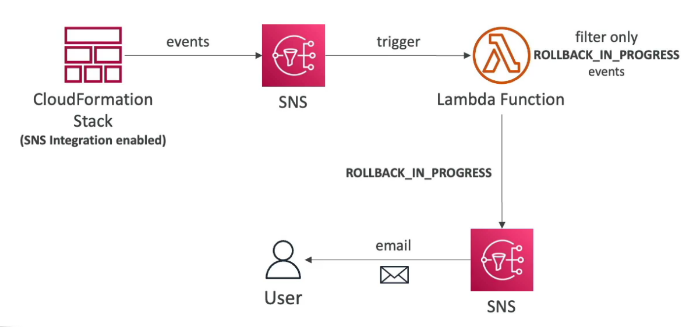 events
trigger
filter only
ROLLBACK_IN_PROGRESS
events
CloudFormation
Stack
(SNS Integration enabled)
SNS
Lambda Function
ROLLBACK_IN_PROGRESS
email
User
SNS